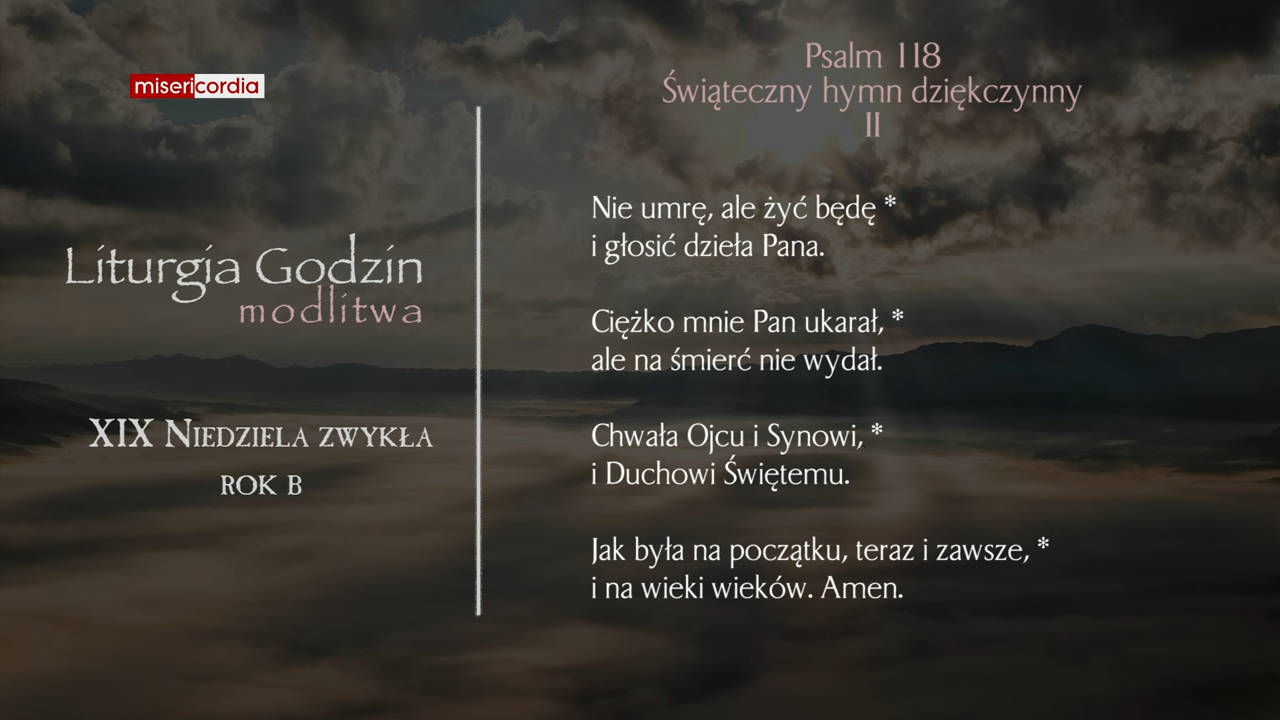 misericordia
Liturgia Godzin
modlitwa
XIX Niedziela zwykła
rok B
Psalm 118
Świąteczny hymn dziękczynny
II
Nie umrę, ale żyć będę *
i głosić dzieła Pana.
Ciężko mnie Pan ukarał, *
ale na śmierć nie wydał.
Chwała Ojcu i Synowi, *
i Duchowi Świętemu.
Jak była na początku, teraz i zawsze, *
i na wieki wieków. Amen.